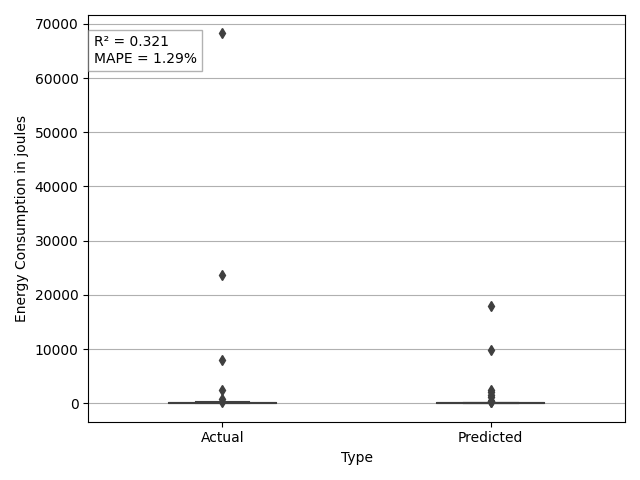 70000
60000
50000
40000
30000
20000
10000
0
Energy Consumption in joules
R² = 0.321
MAPE = 1.29%
Actual
Predicted
Type